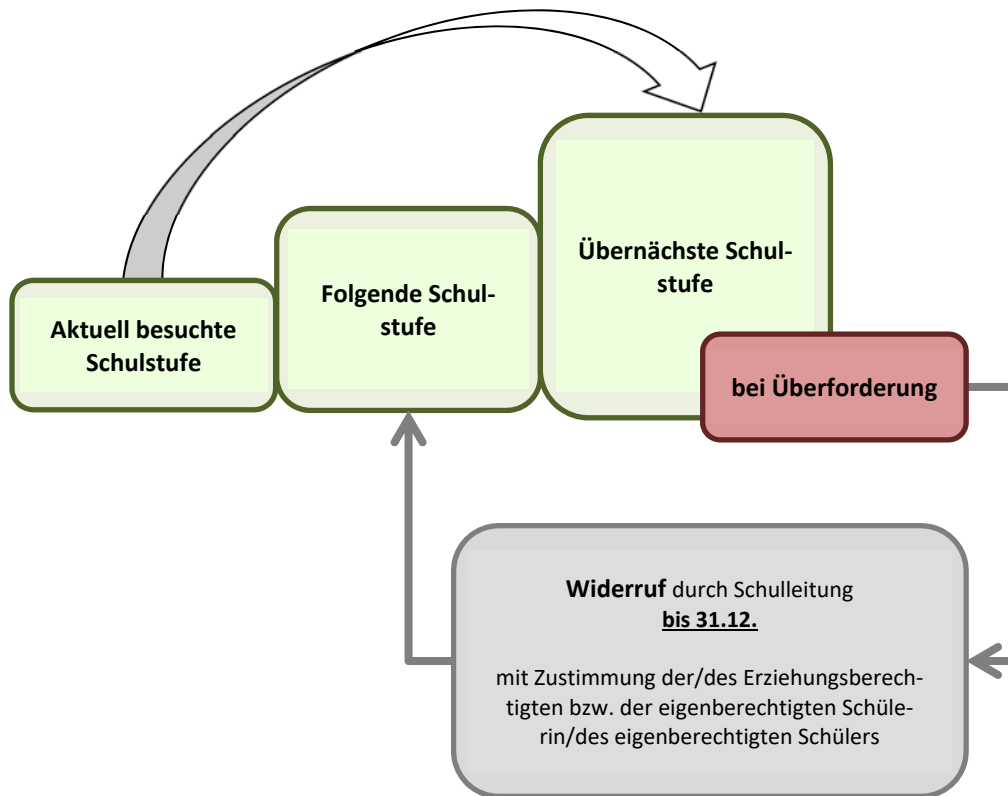 Aktuell besuchte
Schulstufe
Folgende Schul-
stufe
Übernächste Schul-
stufe
bei Überforderung
Widerruf durch Schulleitung
bis 31.12.
mit Zustimmung der/des Erziehungsberech-
tigten bzw. der eigenberechtigten Schüle-
rin/des eigenberechtigten Schülers